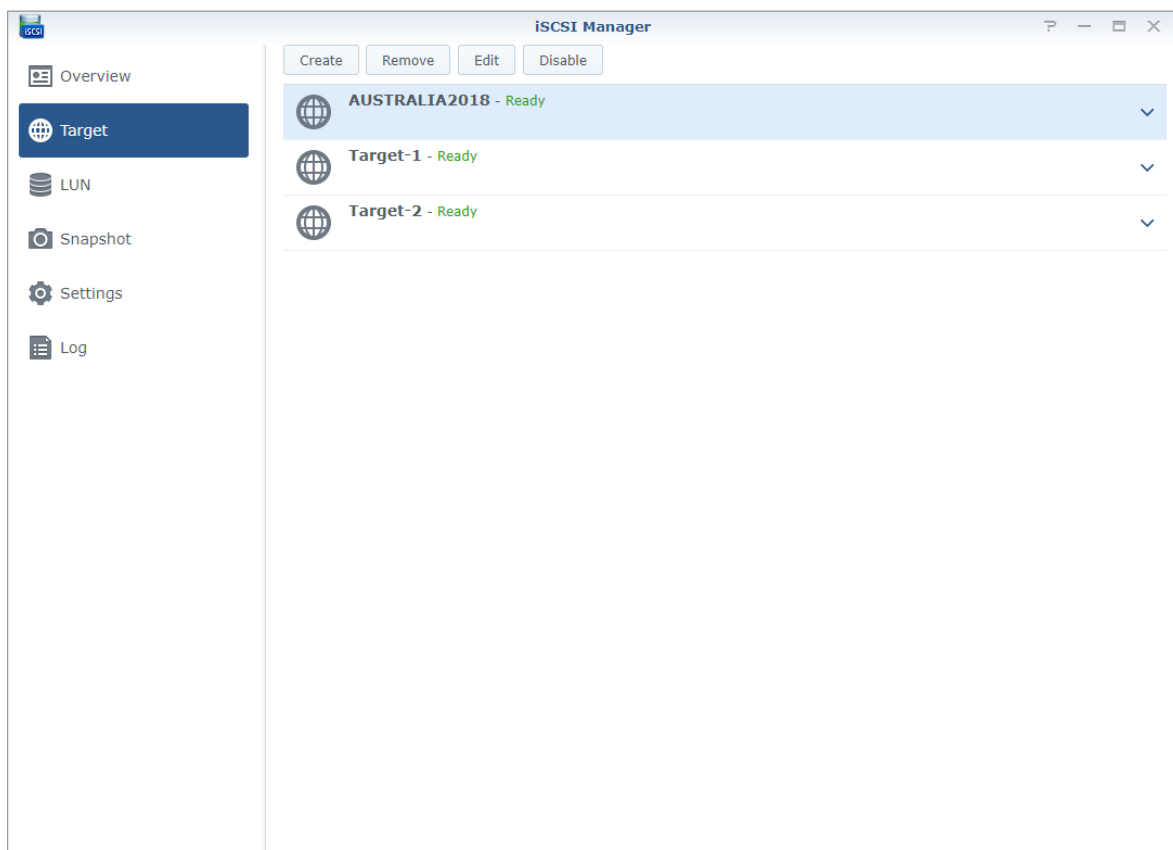 iSCSI
iSCSI Manager
Overview
Target
LUN
Snapshot
Settings
Log
Create Remove Edit Disable
AUSTRALIA2018 - Ready
Target-1 - Ready
Target-2 - Ready